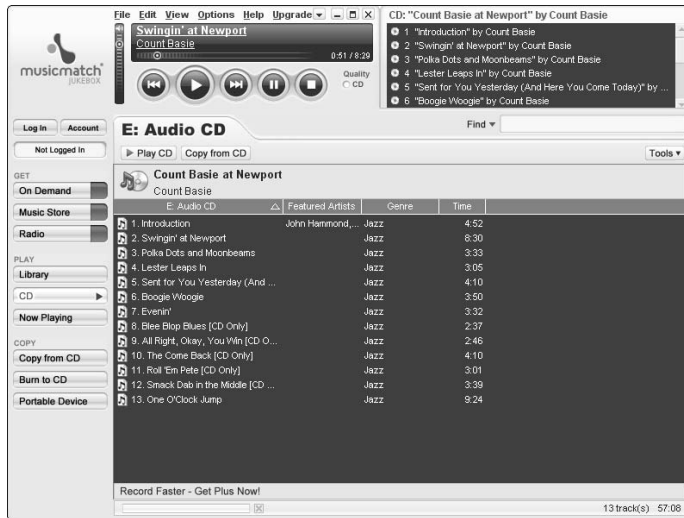 musicmatch®
JUKEBOX
File Edit View Options Help Upgrade
Swingin' at Newport
Count Basie
0:51 / 8:29
Quality
CD
CD: "Count Basie at Newport" by Count Basie
1 "Introduction" by Count Basie
2 "Swingin' at Newport" by Count Basie
3 "Polka Dots and Moonbeams" by Count Basie
4 "Lester Leaps In" by Count Basie
5 "Sent for You Yesterday (And Here You Come Today)" by ...
6 "Boogie Woogie" by Count Basie
Log In Account
Not Logged In
GET
On Demand
Music Store
Radio
PLAY
Library
CD
Now Playing
COPY
Copy from CD
Burn to CD
Portable Device
E: Audio CD
Find
Play CD Copy from CD Tools
Count Basie at Newport
Count Basie
E: Audio CD Featured Artists Genre Time
1. Introduction John Hammond,... Jazz 4:52
2. Swingin' at Newport Jazz 8:30
3. Polka Dots and Moonbeams Jazz 3:33
4. Lester Leaps In Jazz 3:05
5. Sent for You Yesterday (And ... Jazz 4:10
6. Boogie Woogie Jazz 3:50
7. Evenin' Jazz 3:32
8. Blee Blop Blues [CD Only] Jazz 2:37
9. All Right, Okay, You Win [CD O... Jazz 2:46
10. The Come Back [CD Only] Jazz 4:10
11. Roll 'Em Pete [CD Only] Jazz 3:01
12. Smack Dab in the Middle [CD ... Jazz 3:39
13. One O'Clock Jump Jazz 9:24
Record Faster - Get Plus Now!
13 track(s) 57:08